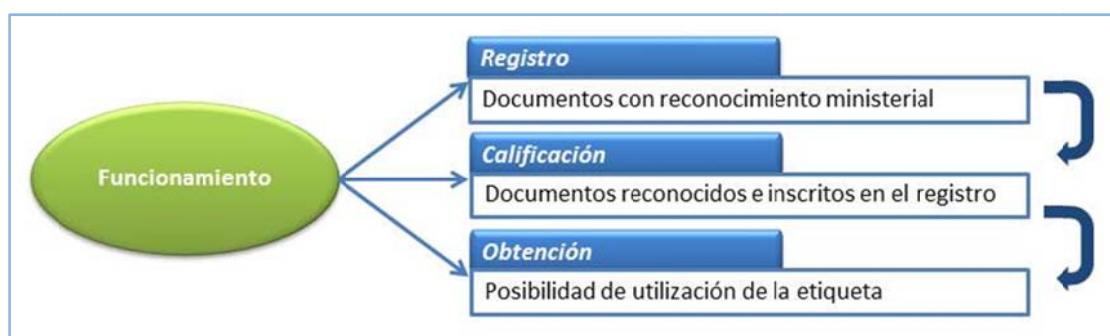 Registro
Documentos con reconocimiento ministerial
Funcionamiento
Calificación
Documentos reconocidos e inscritos en el registro
Obtención
Posibilidad de utilización de la etiqueta